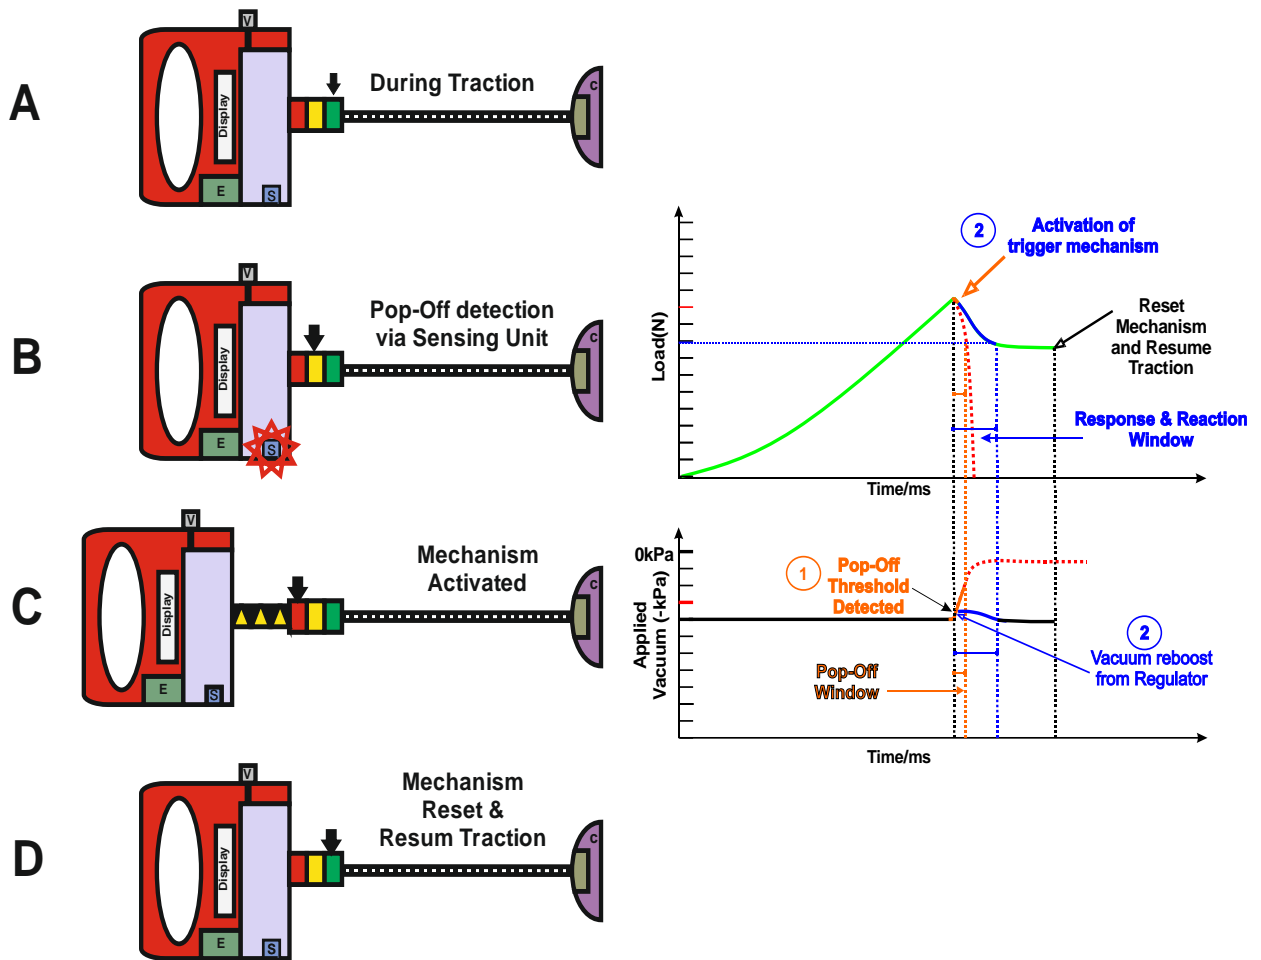 A
V
Display
E
S
During Traction
C
B
V
Display
E
S
Pop-Off detection
via Sensing Unit
C
C
V
Display
E
S
Mechanism
Activated
C
D
V
Display
E
S
Mechanism
Reset &
Resum Traction
C
Load(N)
2
Activation of
trigger mechanism
Reset
Mechanism
and Resume
Traction
Response & Reaction
Window
Time/ms
0kPa
Applied
Vacuum (-kPa)
1
Pop-Off
Threshold
Detected
Pop-Off
Window
2
Vacuum reboost
from Regulator
Time/ms